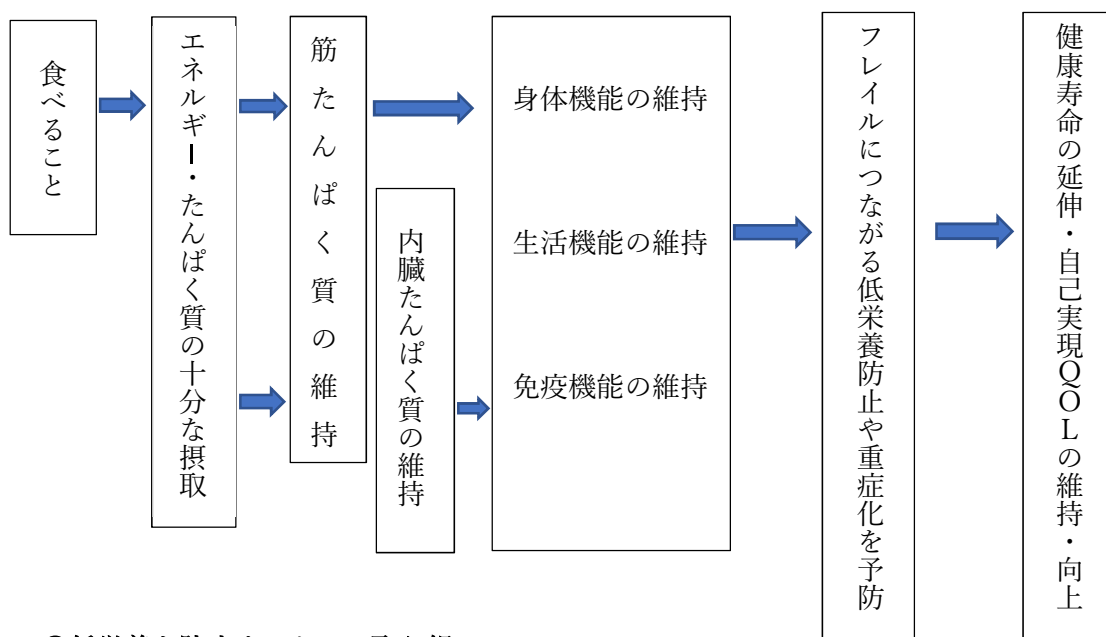 食べること
エネルギー・たんぱく質の十分な摂取
筋たんぱく質の維持
内臓たんぱく質の維持
身体機能の維持
生活機能の維持
免疫機能の維持
フレイルにつながる低栄養防止や重症化を予防
健康寿命の延伸・自己実現QOLの維持・向上